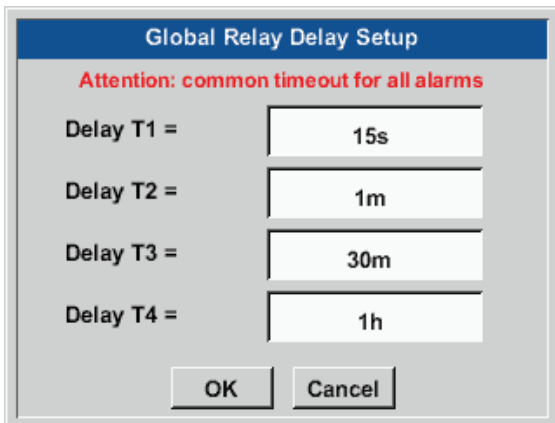 Global Relay Delay Setup
Attention: common timeout for all alarms
Delay T1 = 15s
Delay T2 = 1m
Delay T3 = 30m
Delay T4 = 1h
OK Cancel